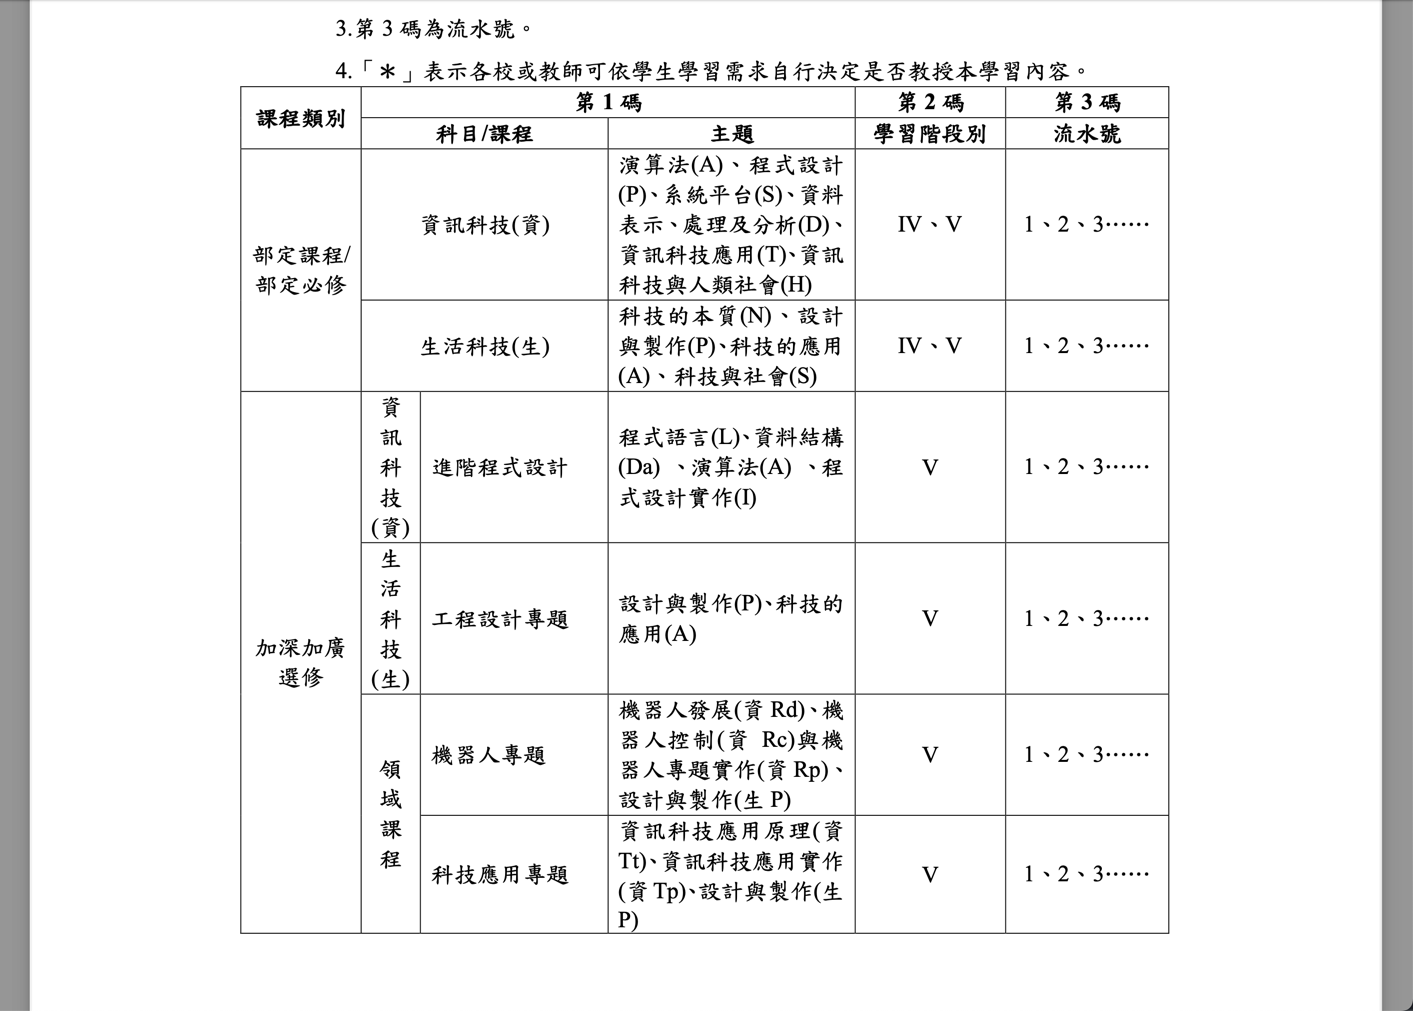 3.第 3 碼為流水號。
4.「＊」表示各校或教師可依學生學習需求自行決定是否教授本學習內容。
課程類別
第 1 碼
第 2 碼
第 3 碼
科目/課程
主題
學習階段別
流水號
部定課程/
部定必修
資訊科技(資)
演算法(A)、程式設計
(P)、系統平台(S)、資料
表示、處理及分析(D)、
資訊科技應用(T)、資訊
科技與人類社會(H)
IV、V
1、2、3……
生活科技(生)
科技的本質(N)、設計
與製作(P)、科技的應用
(A)、科技與社會(S)
IV、V
1、2、3……
加深加廣
選修
資
訊
科
技
(資)
進階程式設計
程式語言(L)、資料結構
(Da) 、演算法(A) 、程
式設計實作(I)
V
1、2、3……
生
活
科
技
(生)
工程設計專題
設計與製作(P)、科技的
應用(A)
V
1、2、3……
領
域
課
程
機器人專題
機器人發展(資 Rd)、機
器人控制(資 Rc)與機
器人專題實作(資 Rp)、
設計與製作(生 P)
V
1、2、3……
科技應用專題
資訊科技應用原理(資
Tt)、資訊科技應用實作
(資 Tp)、設計與製作(生
P)
V
1、2、3……